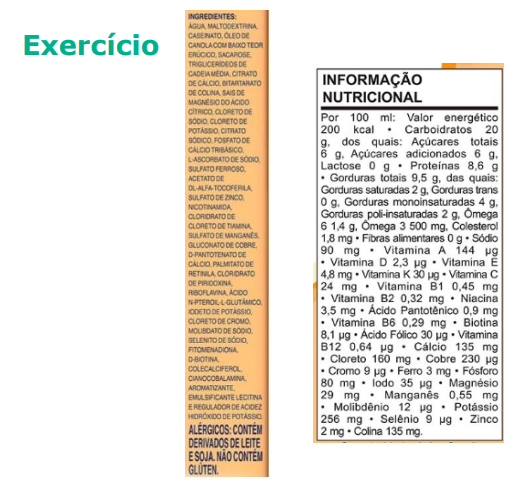 Exercício
INGREDIENTES:
ÁGUA, MALTODEXTRINA,
CASEINATO, ÓLEO DE
CANOLA COM BAIXO TEOR
ERÚCICO, SACAROSE,
TRIGLICERÍDEOS DE
CADEIA MÉDIA, CITRATO
DE CÁLCIO, BITARTARATO
DE COLINA, SAIS DE
MAGNÉSIO DO ÁCIDO
CÍTRICO, CLORETO DE
SÓDIO, CLORETO DE
POTÁSSIO, CITRATO
SÓDICO, FOSFATO DE
CÁLCIO TRIBÁSICO,
L-ASCORBATO DE SÓDIO,
SULFATO FERROSO,
ACETATO DE
DL-ALFA-TOCOFERILA,
SULFATO DE ZINCO,
NICOTINAMIDA,
CLORIDRATO DE
CLORETO DE TIAMINA,
SULFATO DE MANGANÊS,
GLUCONATO DE COBRE,
D-PANTOTENATO DE
CÁLCIO, PALMITATO DE
RETINILA, CLORIDRATO
DE PIRIDOXINA,
RIBOFLAVINA, ÁCIDO
N-PTEROIL-L-GLUTÂMICO,
IODETO DE POTÁSSIO,
CLORETO DE CROMO,
MOLIBDATO DE SÓDIO,
SELENITO DE SÓDIO,
FITOMENADIONA,
D-BIOTINA,
COLECALCIFEROL,
CIANOCOBALAMINA,
AROMATIZANTE,
EMULSIFICANTE LECITINA
E REGULADOR DE ACIDEZ
HIDRÓXIDO DE POTÁSSIO.
ALÉRGICOS: CONTÉM
DERIVADOS DE LEITE
E SOJA. NÃO CONTÉM
GLÚTEN.
INFORMAÇÃO
NUTRICIONAL
Por 100 ml: Valor energético
200 kcal • Carboidratos 20
g, dos quais: Açúcares totais
6 g, Açúcares adicionados 6 g,
Lactose 0 g • Proteínas 8,6 g
• Gorduras totais 9,5 g, das quais:
Gorduras saturadas 2 g, Gorduras trans
0 g, Gorduras monoinsaturadas 4 g,
Gorduras poli-insaturadas 2 g, Ômega
6 1,4 g, Ômega 3 500 mg, Colesterol
1,8 mg • Fibras alimentares 0 g • Sódio
90 mg • Vitamina A 144 µg
• Vitamina D 2,3 µg • Vitamina E
4,8 mg • Vitamina K 30 µg • Vitamina C
24 mg • Vitamina B1 0,45 mg
• Vitamina B2 0,32 mg • Niacina
3,5 mg • Ácido Pantotênico 0,9 mg
• Vitamina B6 0,29 mg • Biotina
8,1 µg • Ácido Fólico 30 µg • Vitamina
B12 0,64 µg • Cálcio 135 mg
• Cloreto 160 mg • Cobre 230 µg
• Cromo 9 µg • Ferro 3 mg • Fósforo
80 mg • Iodo 35 µg • Magnésio
29 mg • Manganês 0,55 mg
• Molibdênio 12 µg • Potássio
256 mg • Selênio 9 µg • Zinco
2 mg • Colina 135 mg.